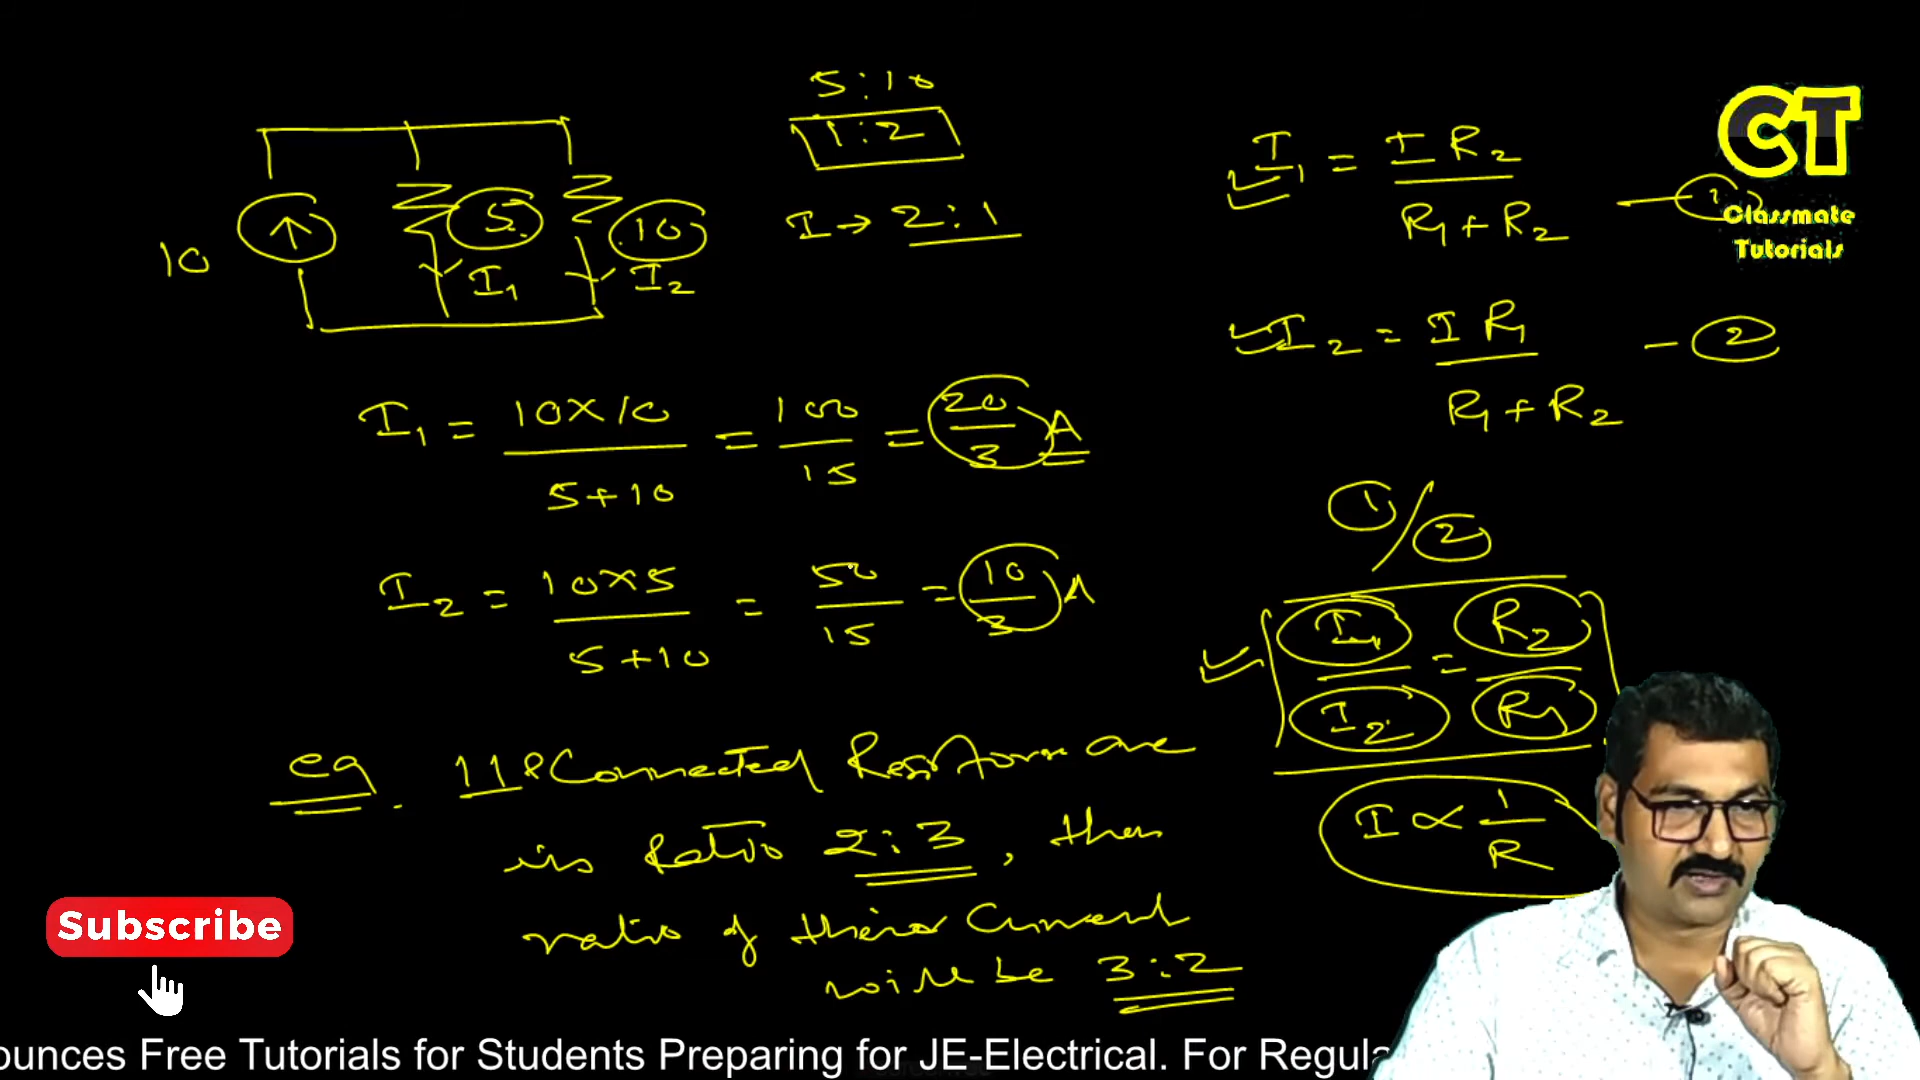 5 : 10
1 : 2
I → 2 : 1
10
5
10
I₁
I₂
I₁ = I R₂ / R₁ + R₂ — 1
I₂ = I R₁ / R₁ + R₂ — 2
CT
Classmate
Tutorials
I₁ = 10 × 10 / 5 + 10 = 100 / 15 = 20 / 3 A
I₂ = 10 × 5 / 5 + 10 = 50 / 15 = 10 / 3 A
1 / 2
I₁ / I₂ = R₂ / R₁
I ∝ 1 / R
eg. Connected Resistors are
in Ratio 2 : 3, then
ratio of their Current
will be 3 : 2
Subscribe
ounces Free Tutorials for Students Preparing for JE-Electrical. For Regula